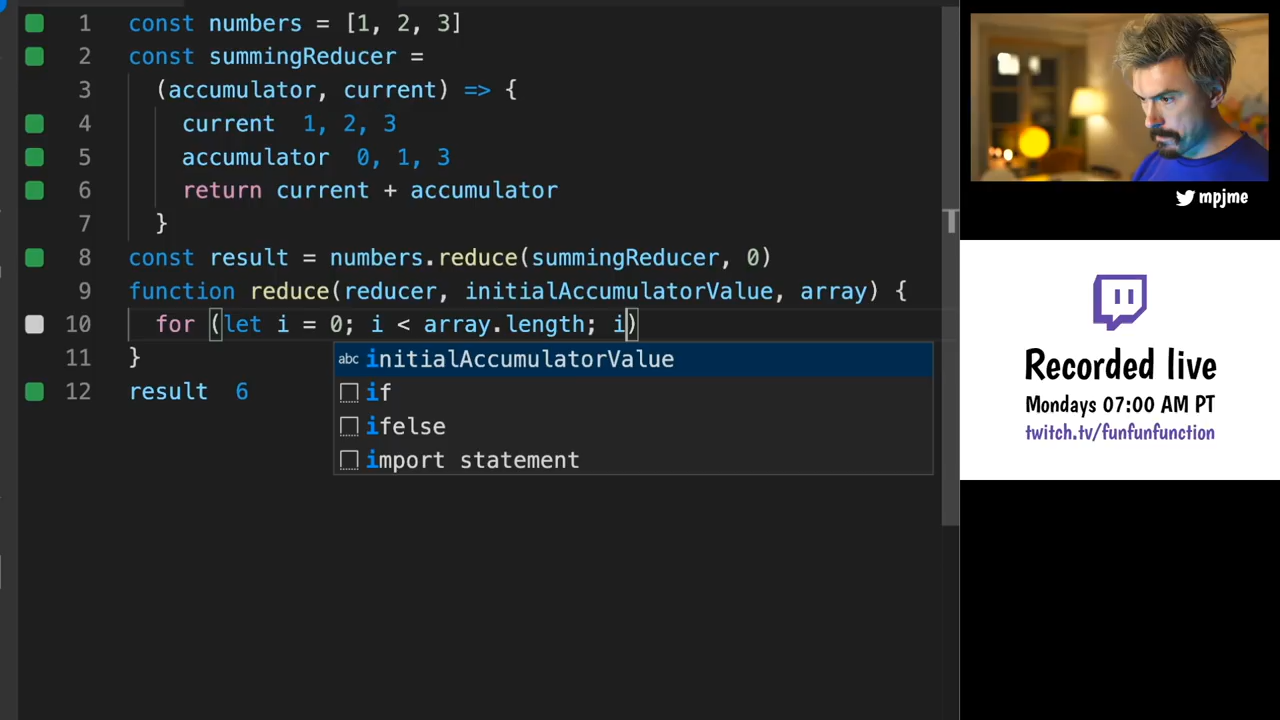 1 const numbers = [1, 2, 3]
2 const summingReducer =
3 (accumulator, current) => {
4 current 1, 2, 3
5 accumulator 0, 1, 3
6 return current + accumulator
7 }
8 const result = numbers.reduce(summingReducer, 0)
9 function reduce(reducer, initialAccumulatorValue, array) {
10 for (let i = 0; i < array.length; i)
abc initialAccumulatorValue
11 }
if
12 result 6
ifelse
import statement
T
mpjme
Recorded live
Mondays 07:00 AM PT
twitch.tv/funfunfunction